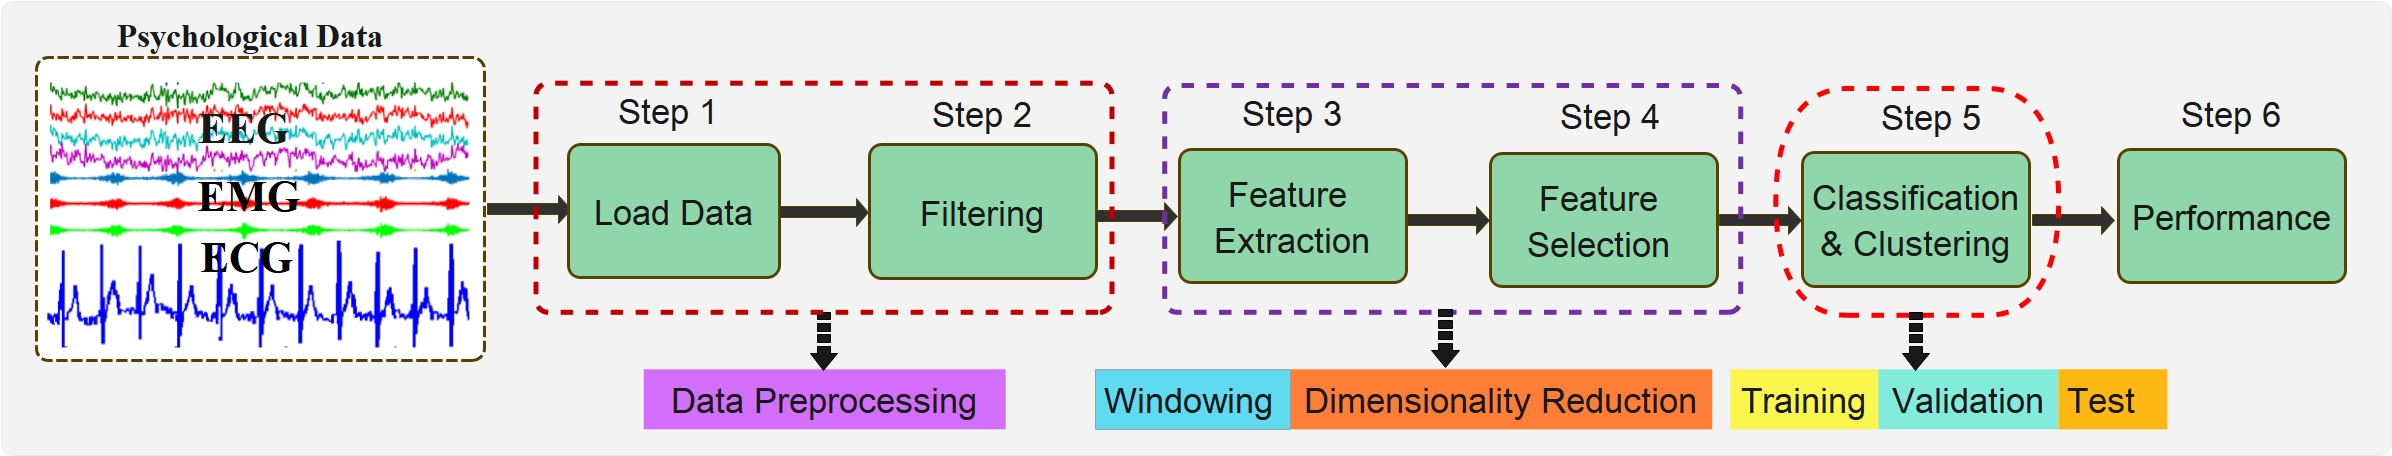 Psychological Data
EEG
EMG
ECG
Step 1
Load Data
Step 2
Filtering
Data Preprocessing
Step 3
Feature
Extraction
Step 4
Feature
Selection
Windowing
Dimensionality Reduction
Step 5
Classification
& Clustering
Training
Validation
Test
Step 6
Performance